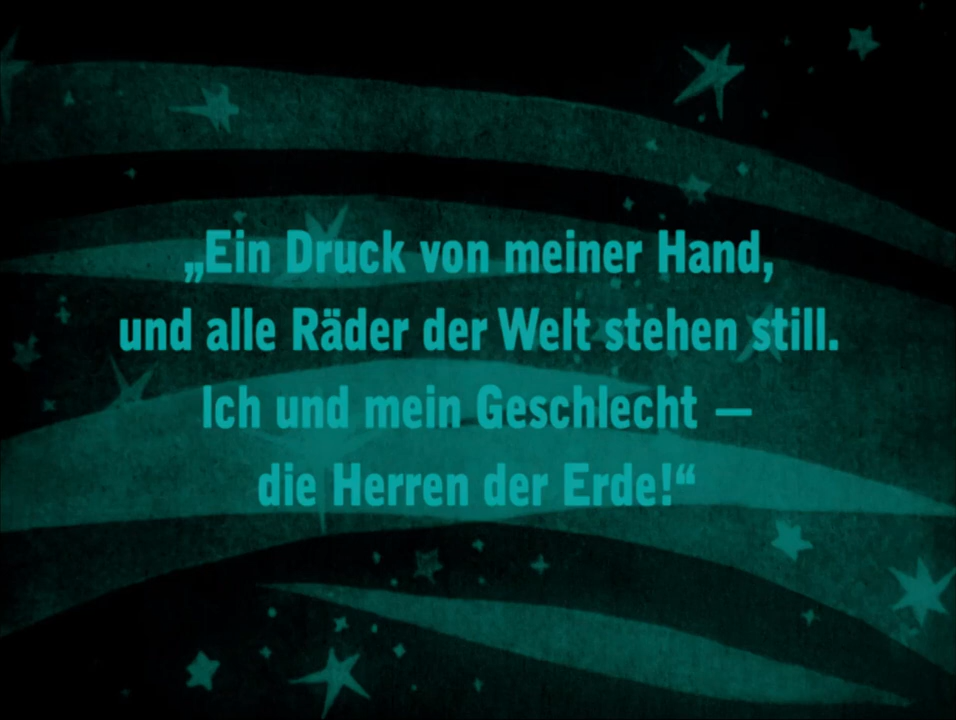 „Ein Druck von meiner Hand,
und alle Räder der Welt stehen still.
Ich und mein Geschlecht —
die Herren der Erde!“